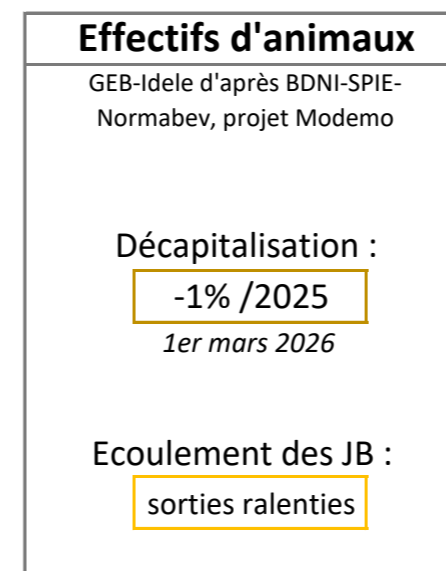 Effectifs d'animaux
GEB-Idele d'après BDNI-SPIE-
Normabev, projet Modemo
Décapitalisation :
-1% /2025
1er mars 2026
Ecoulement des JB :
sorties ralenties